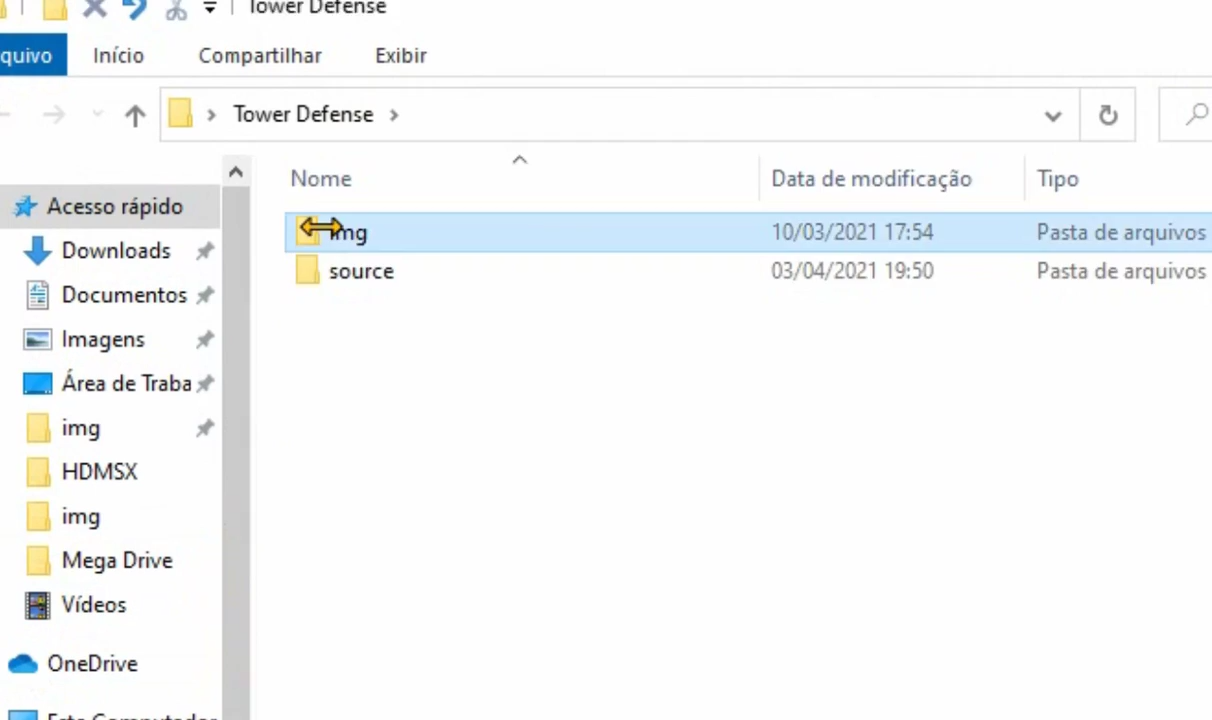 Tower Defense
quivo Início Compartilhar Exibir
Tower Defense
Nome Data de modificação Tipo
Acesso rápido
img 10/03/2021 17:54 Pasta de arquivos
Downloads
source 03/04/2021 19:50 Pasta de arquivos
Documentos
Imagens
Área de Traba
img
HDMSX
img
Mega Drive
Vídeos
OneDrive
Este Computador